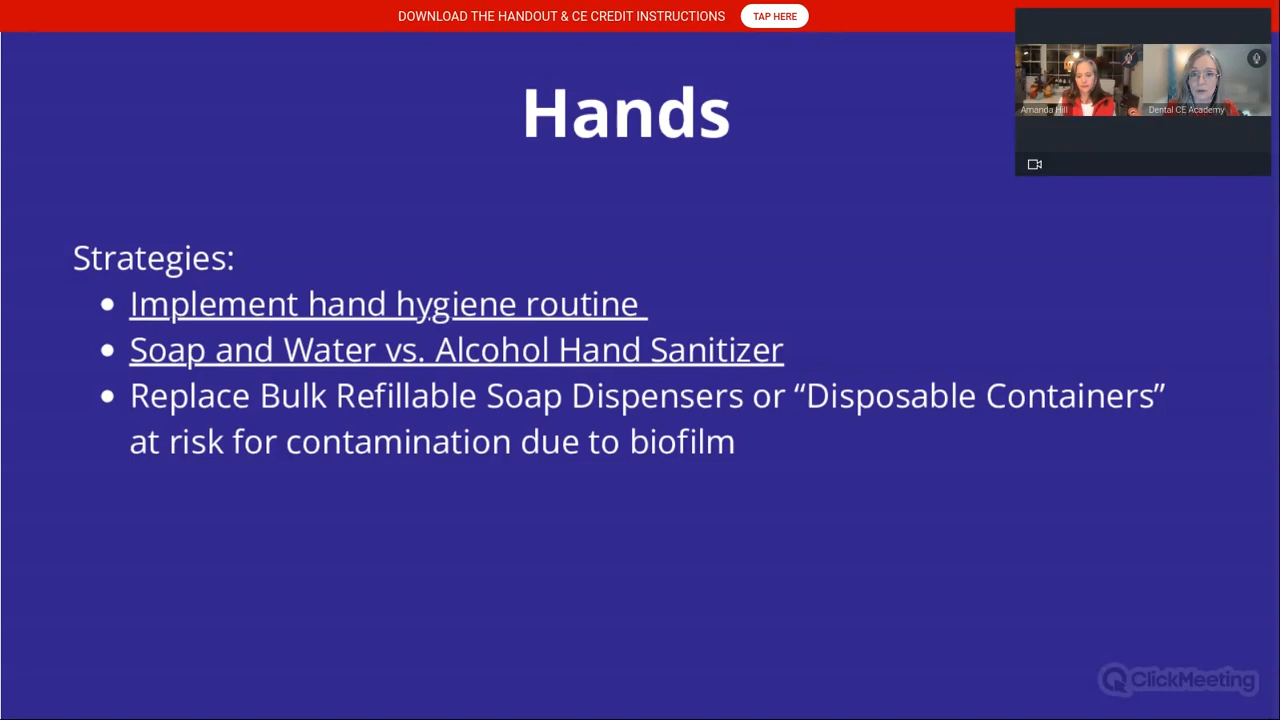 DOWNLOAD THE HANDOUT & CE CREDIT INSTRUCTIONS TAP HERE
Amanda Hill Dental CE Academy
Hands
Strategies:
• Implement hand hygiene routine
• Soap and Water vs. Alcohol Hand Sanitizer
• Replace Bulk Refillable Soap Dispensers or “Disposable Containers”
at risk for contamination due to biofilm
ClickMeeting